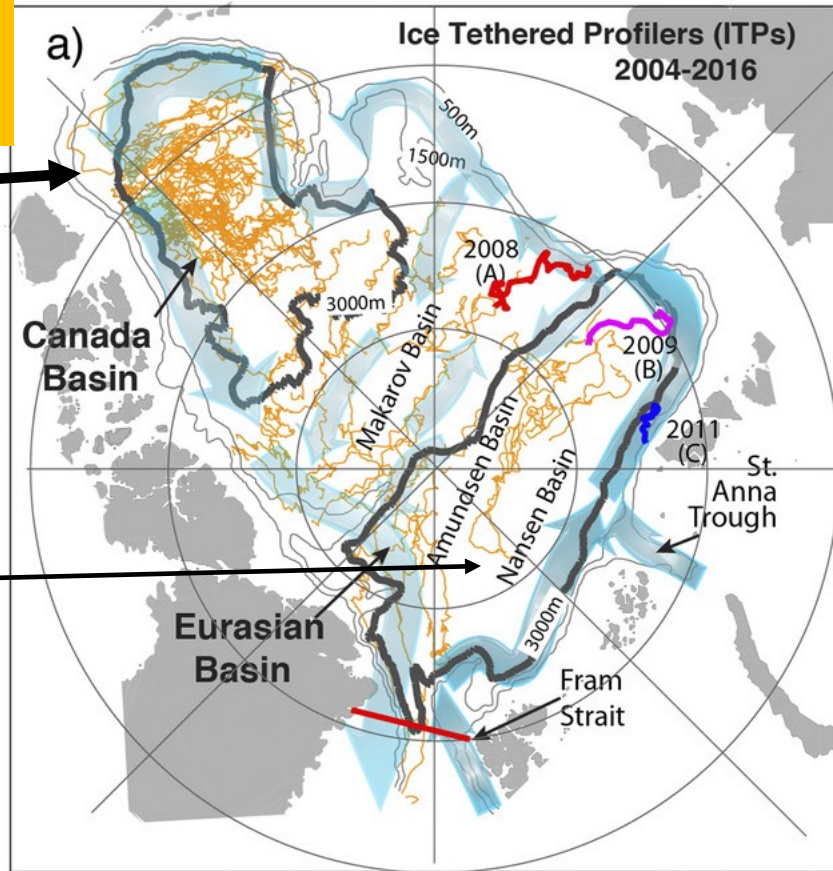 a)
Ice Tethered Profilers (ITPs)
2004-2016
500m
1500m
2008
(A)
3000m
Canada
Basin
Makarov Basin
2009
(B)
2011
(C)
St.
Anna
Trough
Amundsen Basin
Nansen Basin
Eurasian
Basin
3000m
Fram
Strait